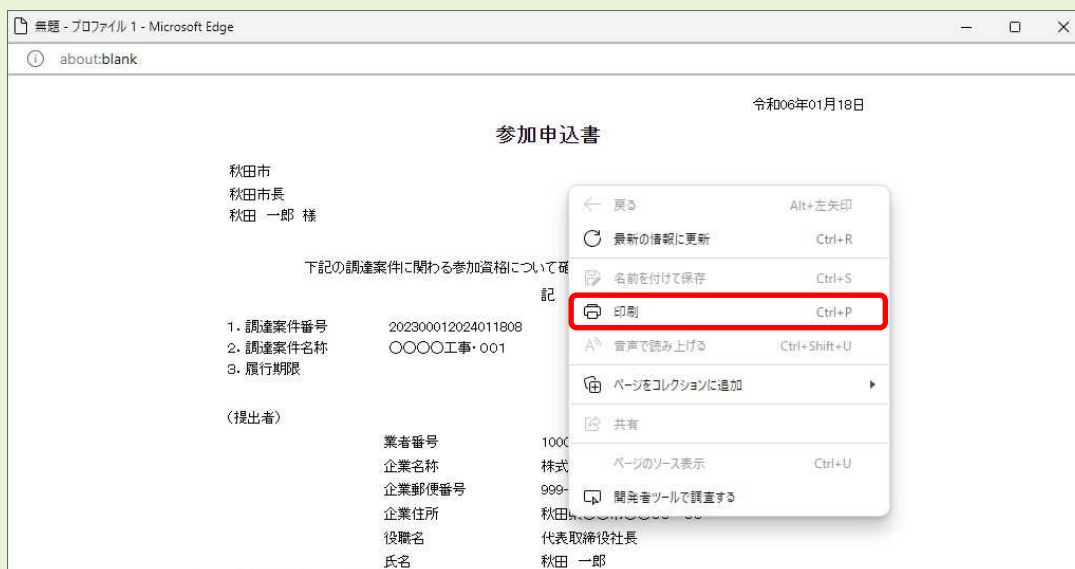 無題 - プロファイル 1 - Microsoft Edge
about:blank
令和06年01月18日
参加申込書
秋田市
秋田市長
秋田 一郎 様
下記の調達案件に関わる参加資格について確
記
1. 調達案件番号 202300012024011808
2. 調達案件名称 〇〇〇〇工事・001
3. 履行期限
（提出者）
業者番号 1000
企業名称 株式
企業郵便番号 999-
企業住所 秋田
役職名 代表取締役社長
氏名 秋田 一郎
戻る Alt+左矢印
最新の情報に更新 Ctrl+R
名前を付けて保存 Ctrl+S
印刷 Ctrl+P
音声で読み上げる Ctrl+Shift+U
ページをコレクションに追加
共有
ページのソース表示 Ctrl+U
開発者ツールで調査する